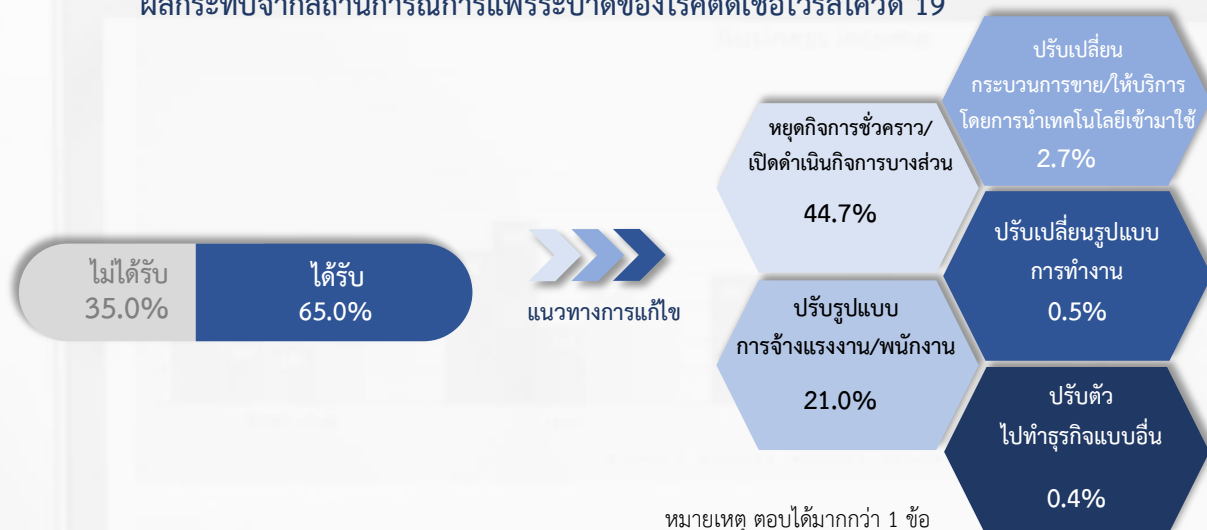 ผลกระทบจากสถานการณ์การแพร่ระบาดของโรคติดเชื้อไวรัสโควิด 19
ไม่ได้รับ
35.0%
ได้รับ
65.0%
แนวทางการแก้ไข
หยุดกิจการชั่วคราว/
เปิดดำเนินกิจการบางส่วน
44.7%
ปรับรูปแบบ
การจ้างแรงงาน/พนักงาน
21.0%
ปรับเปลี่ยน
กระบวนการขาย/ให้บริการ
โดยการนำเทคโนโลยีเข้ามาใช้
2.7%
ปรับเปลี่ยนรูปแบบ
การทำงาน
0.5%
ปรับตัว
ไปทำธุรกิจแบบอื่น
0.4%
หมายเหตุ ตอบได้มากกว่า 1 ข้อ